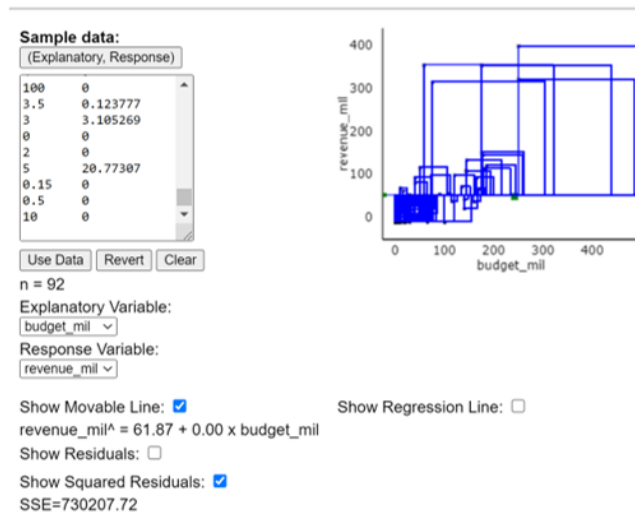 Sample data:
(Explanatory, Response)
100 0
3.5 0.123777
3 3.105269
0 0
2 0
5 20.77307
0.15 0
0.5 0
10 0
Use Data Revert Clear
n = 92
Explanatory Variable:
budget_mil
Response Variable:
revenue_mil
Show Movable Line:
revenue_mil^ = 61.87 + 0.00 x budget_mil
Show Residuals:
Show Squared Residuals:
SSE=730207.72
400
300
200
100
0
revenue_mil
0 100 200 300 400
budget_mil
Show Regression Line: